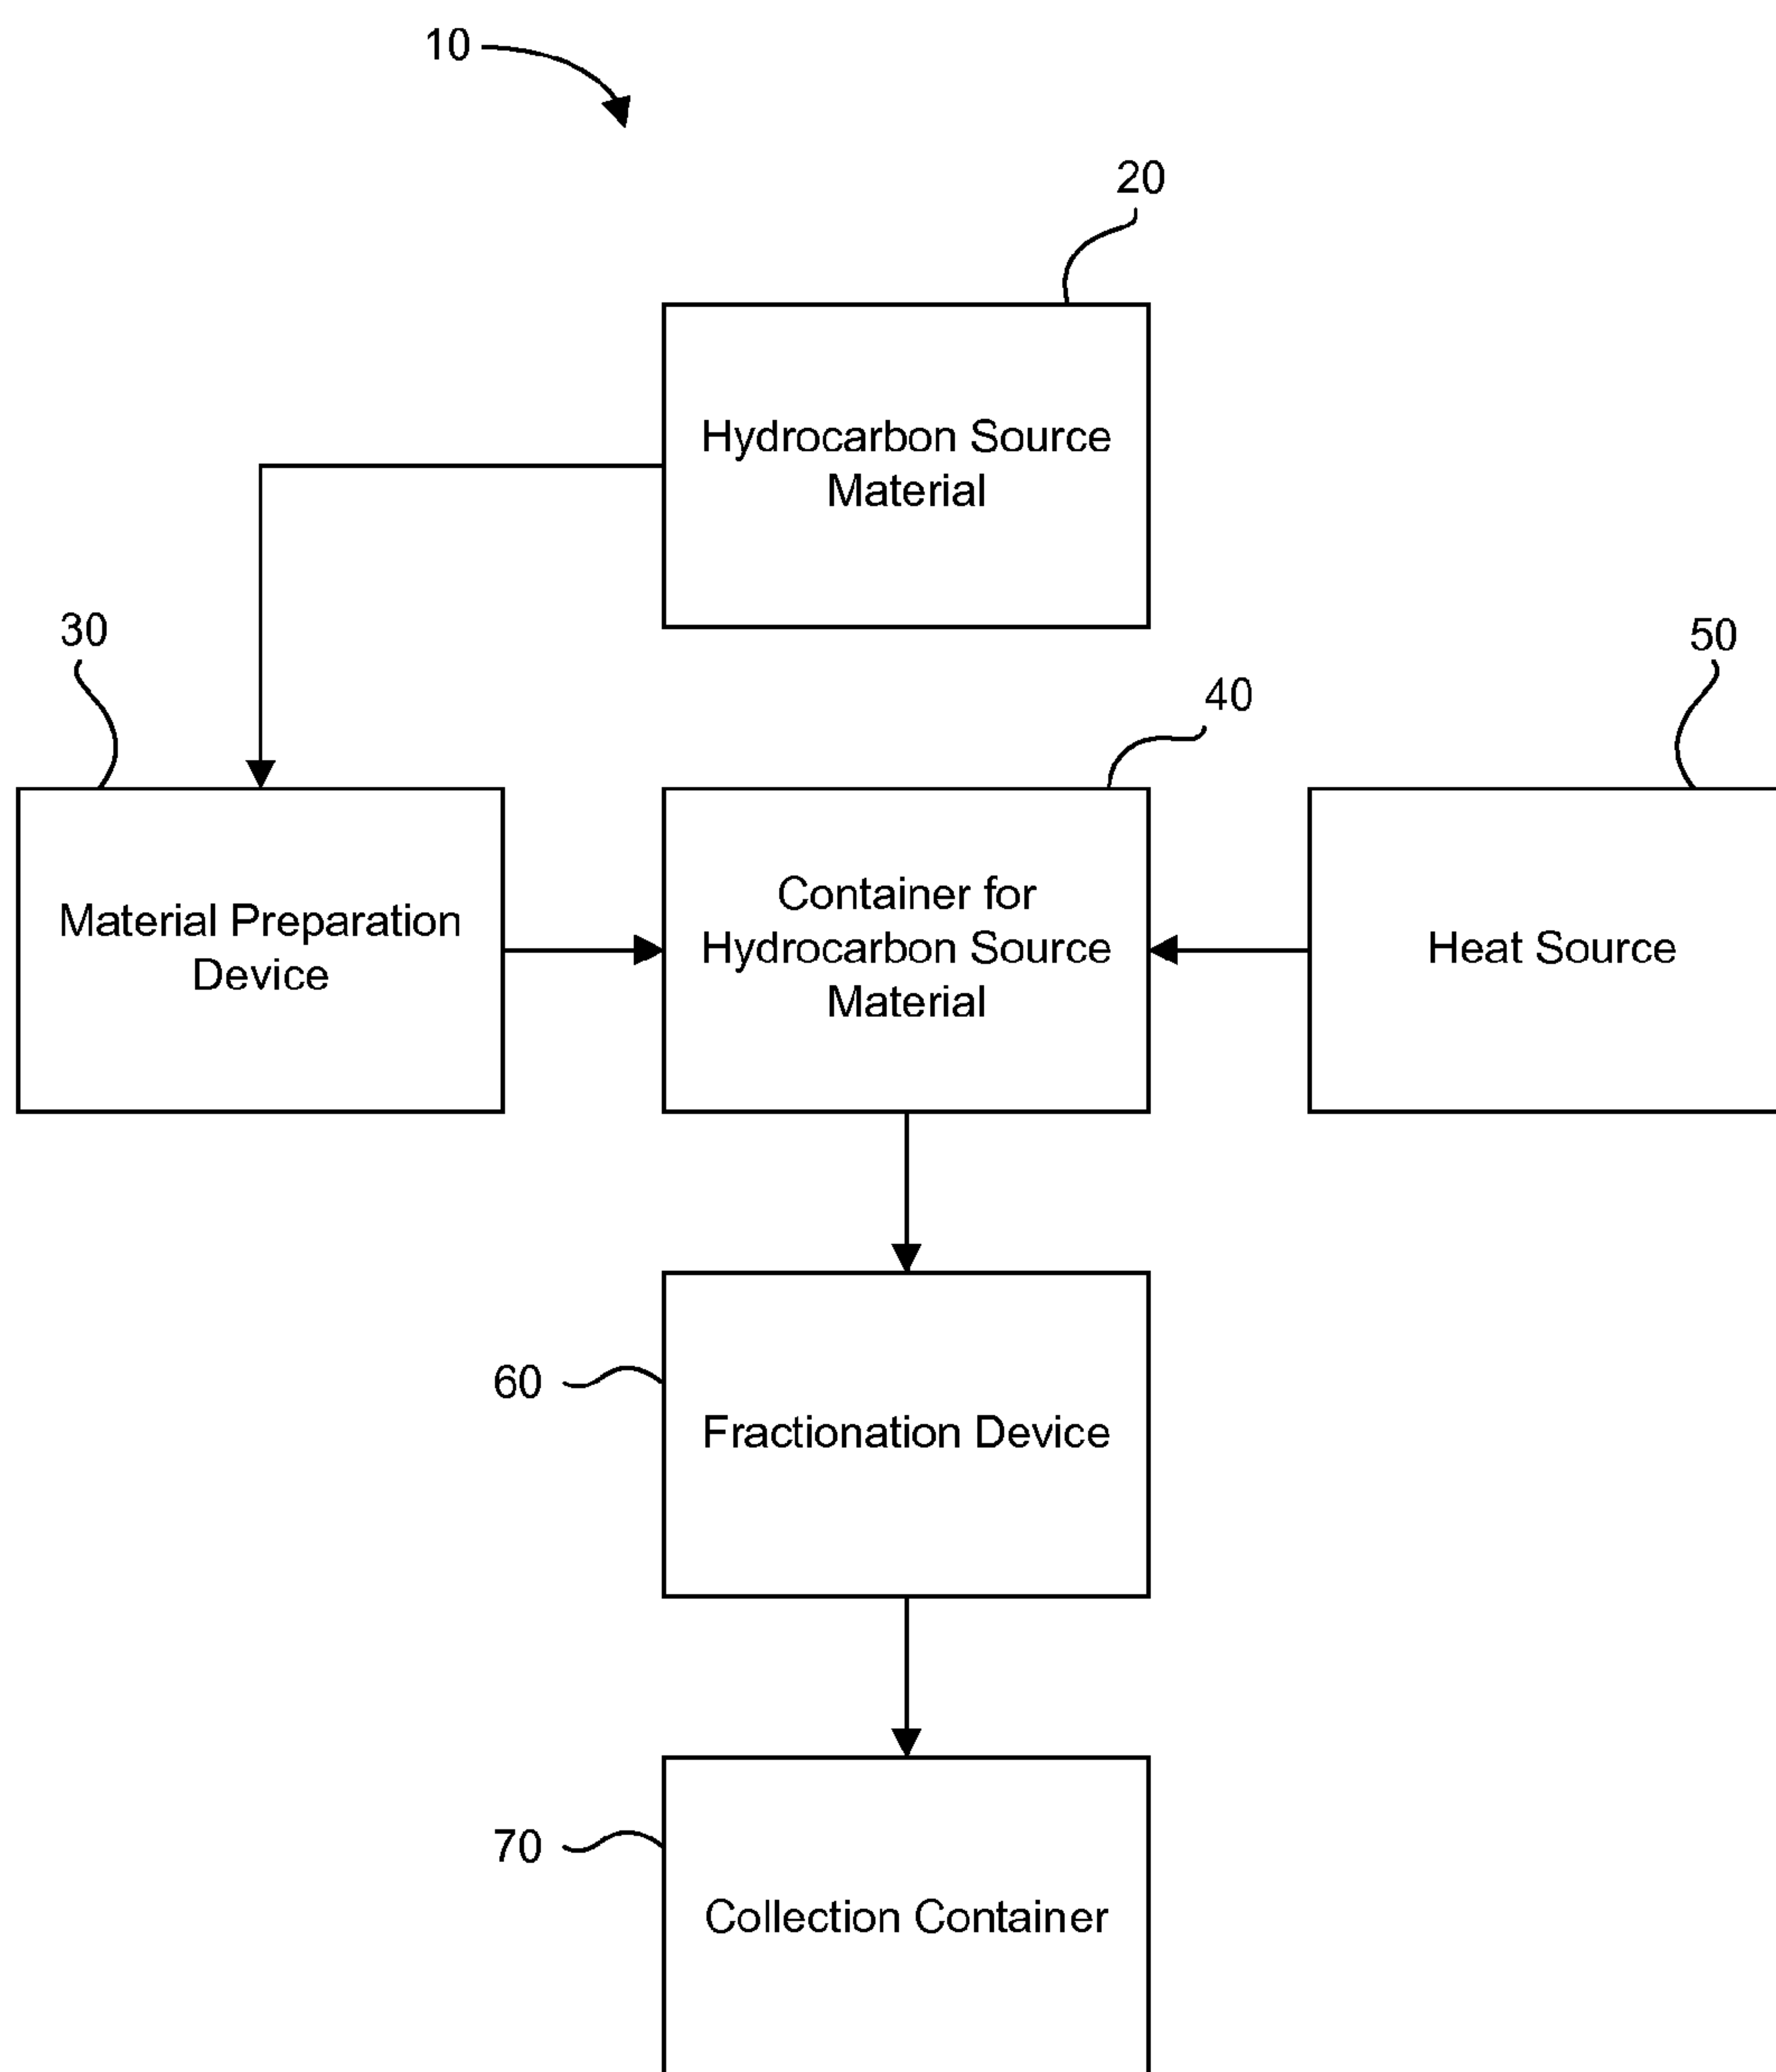 10
20
Hydrocarbon Source
Material
30
50
40
Material Preparation
Device
Container for
Hydrocarbon Source
Material
Heat Source
60
Fractionation Device
70
Collection Container